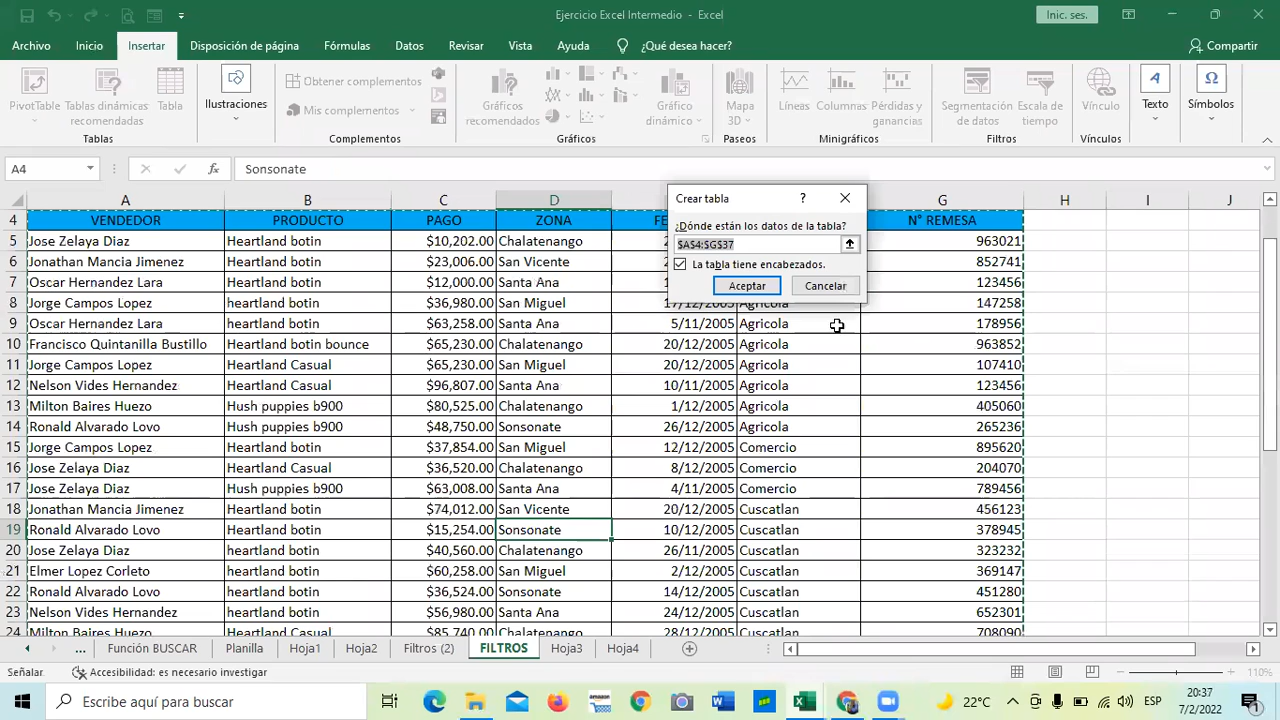 Ejercicio Excel Intermedio - Excel
Inic. ses.
Archivo Inicio Insertar Disposición de página Fórmulas Datos Revisar Vista Ayuda ¿Qué desea hacer? Compartir
PivotTable Tablas dinámicas recomendadas Tabla
Tablas
Ilustraciones
Obtener complementos
Mis complementos
Complementos
Gráficos recomendados
Gráfico dinámico
Gráficos
Mapa 3D
Paseos
Líneas Columnas Pérdidas y ganancias
Minigráficos
Segmentación de datos Escala de tiempo
Filtros
Vínculo
Vínculos
Texto
Símbolos
A4 fx Sonsonate
A B C D G H I J
4 VENDEDOR PRODUCTO PAGO ZONA FE N° REMESA
5 Jose Zelaya Diaz Heartland botin $10,202.00 Chalatenango 2 963021
6 Jonathan Mancia Jimenez Heartland botin $23,006.00 San Vicente 852741
7 Oscar Hernandez Lara Heartland botin $12,000.00 Santa Ana 123456
8 Jorge Campos Lopez heartland botin $36,980.00 San Miguel 17/12/2005 Agricola 147258
9 Oscar Hernandez Lara heartland botin $63,258.00 Santa Ana 5/11/2005 Agricola 178956
10 Francisco Quintanilla Bustillo Heartland botin bounce $65,230.00 Chalatenango 20/12/2005 Agricola 963852
11 Jorge Campos Lopez Heartland Casual $65,230.00 San Miguel 20/12/2005 Agricola 107410
12 Nelson Vides Hernandez Heartland Casual $96,807.00 Santa Ana 10/11/2005 Agricola 123456
13 Milton Baires Huezo Hush puppies b900 $80,525.00 Chalatenango 1/12/2005 Agricola 405060
14 Ronald Alvarado Lovo Hush puppies b900 $48,750.00 Sonsonate 26/12/2005 Agricola 265236
15 Jorge Campos Lopez Heartland botin $37,854.00 San Miguel 12/12/2005 Comercio 895620
16 Jose Zelaya Diaz Heartland Casual $36,520.00 Chalatenango 8/12/2005 Comercio 204070
17 Jose Zelaya Diaz Hush puppies b900 $63,008.00 Santa Ana 4/11/2005 Comercio 789456
18 Jonathan Mancia Jimenez Heartland botin $74,012.00 San Vicente 20/12/2005 Cuscatlan 456123
19 Ronald Alvarado Lovo Heartland botin $15,254.00 Sonsonate 10/12/2005 Cuscatlan 378945
20 Jose Zelaya Diaz heartland botin $40,560.00 Chalatenango 26/11/2005 Cuscatlan 323232
21 Elmer Lopez Corleto heartland botin $60,258.00 San Miguel 2/12/2005 Cuscatlan 369147
22 Ronald Alvarado Lovo heartland botin $36,524.00 Sonsonate 14/12/2005 Cuscatlan 451280
23 Nelson Vides Hernandez heartland botin $56,980.00 Santa Ana 24/12/2005 Cuscatlan 652301
24 Milton Baires Huezo Heartland Casual $85,740.00 Chalatenango 28/12/2005 Cuscatlan 708090
Crear tabla ?
¿Dónde están los datos de la tabla?
$A$4:$G$37
La tabla tiene encabezados.
Aceptar Cancelar
... Función BUSCAR Planilla Hoja1 Hoja2 Filtros (2) FILTROS Hoja3 Hoja4
Señalar Accesibilidad: es necesario investigar 110%
Escribe aquí para buscar
22°C ESP 20:37
7/2/2022